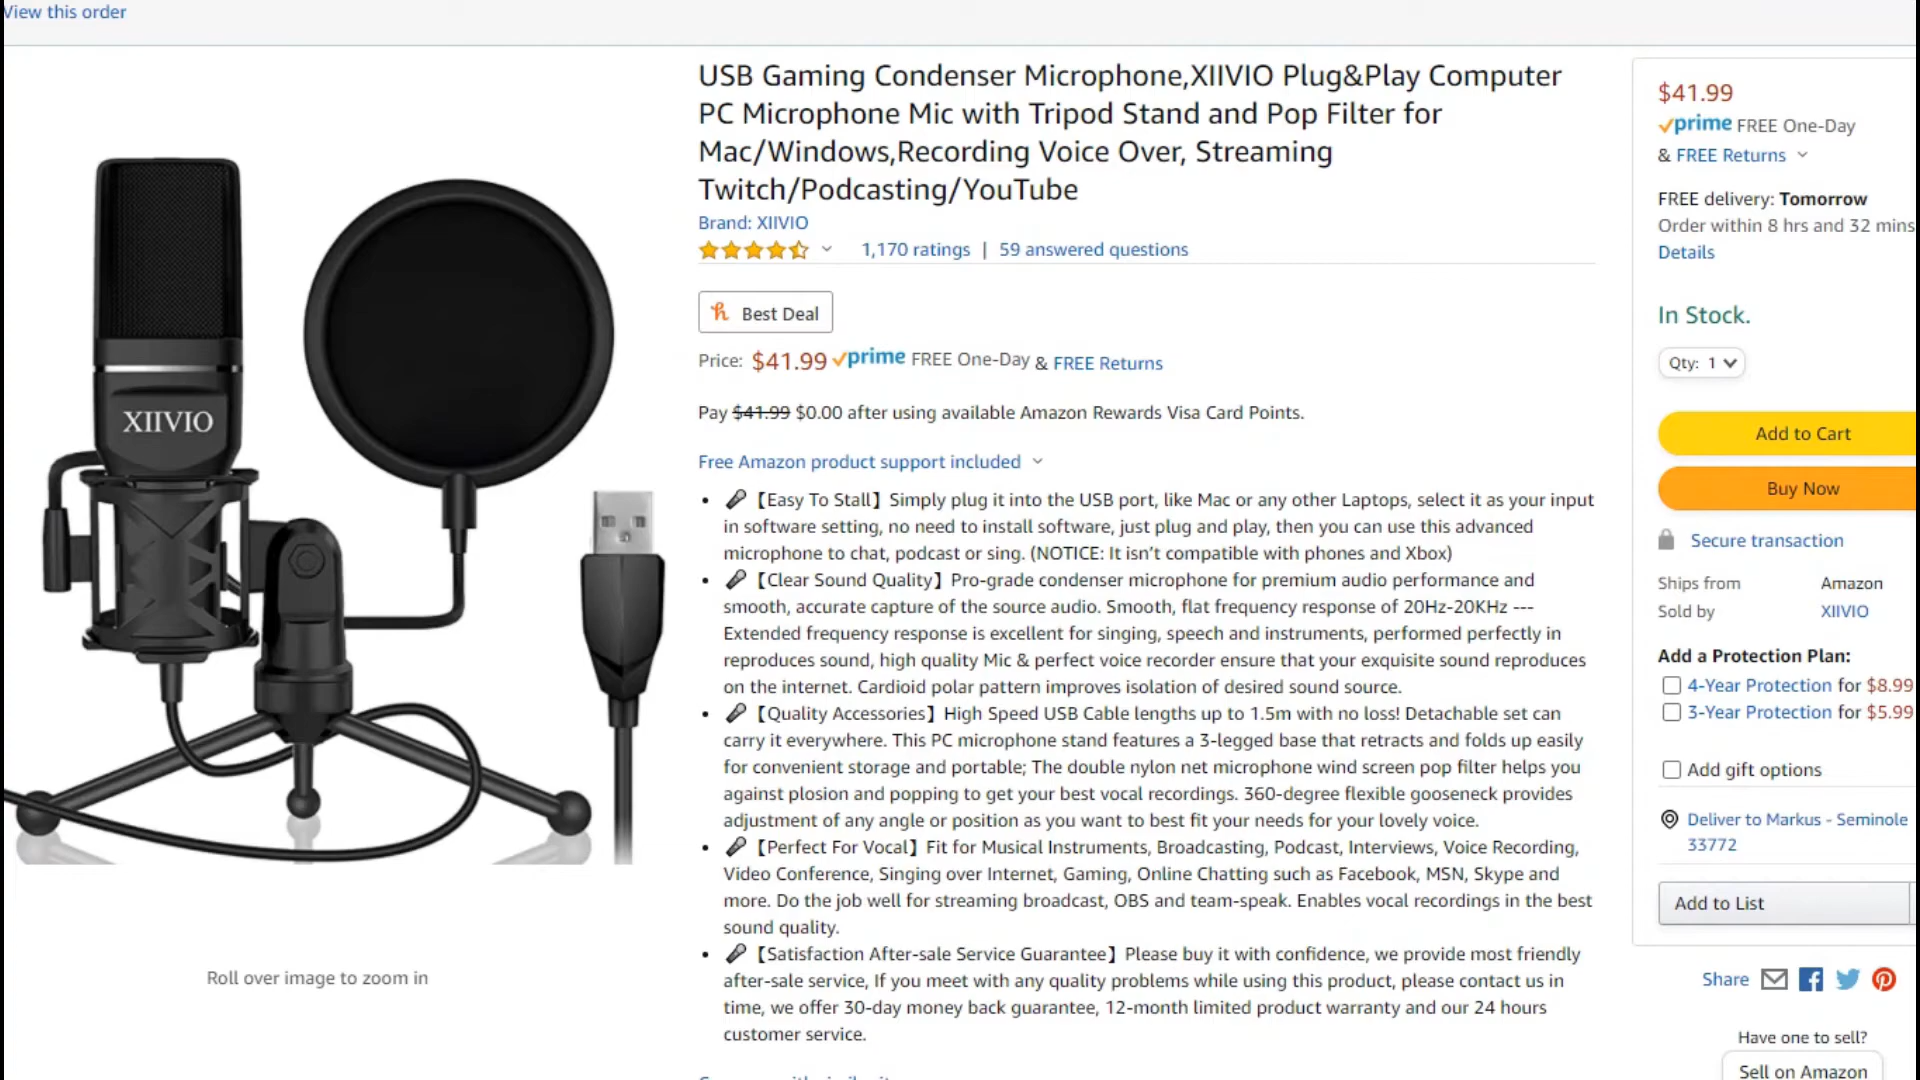 View this order
USB Gaming Condenser Microphone,XIIVIO Plug&Play Computer
PC Microphone Mic with Tripod Stand and Pop Filter for
Mac/Windows,Recording Voice Over, Streaming
Twitch/Podcasting/YouTube
Brand: XIIVIO
1,170 ratings | 59 answered questions
h Best Deal
Price: $41.99 prime FREE One-Day & FREE Returns
Pay $41.99 $0.00 after using available Amazon Rewards Visa Card Points.
Free Amazon product support included
• 🎤【Easy To Stall】Simply plug it into the USB port, like Mac or any other Laptops, select it as your input
in software setting, no need to install software, just plug and play, then you can use this advanced
microphone to chat, podcast or sing. (NOTICE: It isn’t compatible with phones and Xbox)
• 🎤【Clear Sound Quality】Pro-grade condenser microphone for premium audio performance and
smooth, accurate capture of the source audio. Smooth, flat frequency response of 20Hz-20KHz ---
Extended frequency response is excellent for singing, speech and instruments, performed perfectly in
reproduces sound, high quality Mic & perfect voice recorder ensure that your exquisite sound reproduces
on the internet. Cardioid polar pattern improves isolation of desired sound source.
• 🎤【Quality Accessories】High Speed USB Cable lengths up to 1.5m with no loss! Detachable set can
carry it everywhere. This PC microphone stand features a 3-legged base that retracts and folds up easily
for convenient storage and portable; The double nylon net microphone wind screen pop filter helps you
against plosion and popping to get your best vocal recordings. 360-degree flexible gooseneck provides
adjustment of any angle or position as you want to best fit your needs for your lovely voice.
• 🎤【Perfect For Vocal】Fit for Musical Instruments, Broadcasting, Podcast, Interviews, Voice Recording,
Video Conference, Singing over Internet, Gaming, Online Chatting such as Facebook, MSN, Skype and
more. Do the job well for streaming broadcast, OBS and team-speak. Enables vocal recordings in the best
sound quality.
• 🎤【Satisfaction After-sale Service Guarantee】Please buy it with confidence, we provide most friendly
after-sale service, If you meet with any quality problems while using this product, please contact us in
time, we offer 30-day money back guarantee, 12-month limited product warranty and our 24 hours
customer service.
XIIVIO
Roll over image to zoom in
$41.99
prime FREE One-Day
& FREE Returns
FREE delivery: Tomorrow
Order within 8 hrs and 32 mins
Details
In Stock.
Qty: 1
Add to Cart
Buy Now
Secure transaction
Ships from Amazon
Sold by XIIVIO
Add a Protection Plan:
4-Year Protection for $8.99
3-Year Protection for $5.99
Add gift options
Deliver to Markus - Seminole
33772
Add to List
Share
Have one to sell?
Sell on Amazon